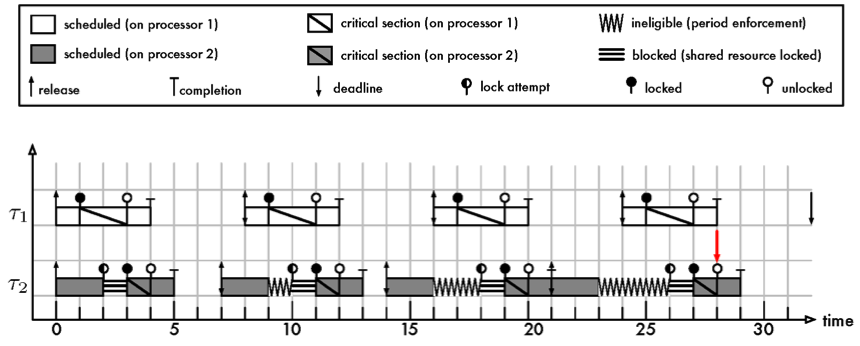 scheduled (on processor 1) critical section (on processor 1) ineligible (period enforcement)
scheduled (on processor 2) critical section (on processor 2) blocked (shared resource locked)
release completion deadline lock attempt locked unlocked
τ1
τ2
0 5 10 15 20 25 30 time